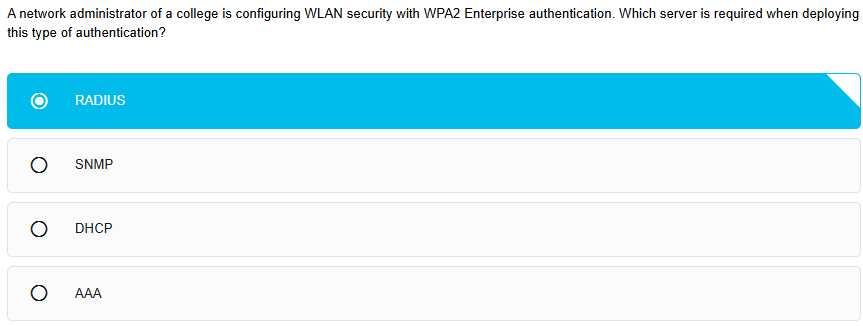 A network administrator of a college is configuring WLAN security with WPA2 Enterprise authentication. Which server is required when deploying
this type of authentication?
RADIUS
SNMP
DHCP
AAA